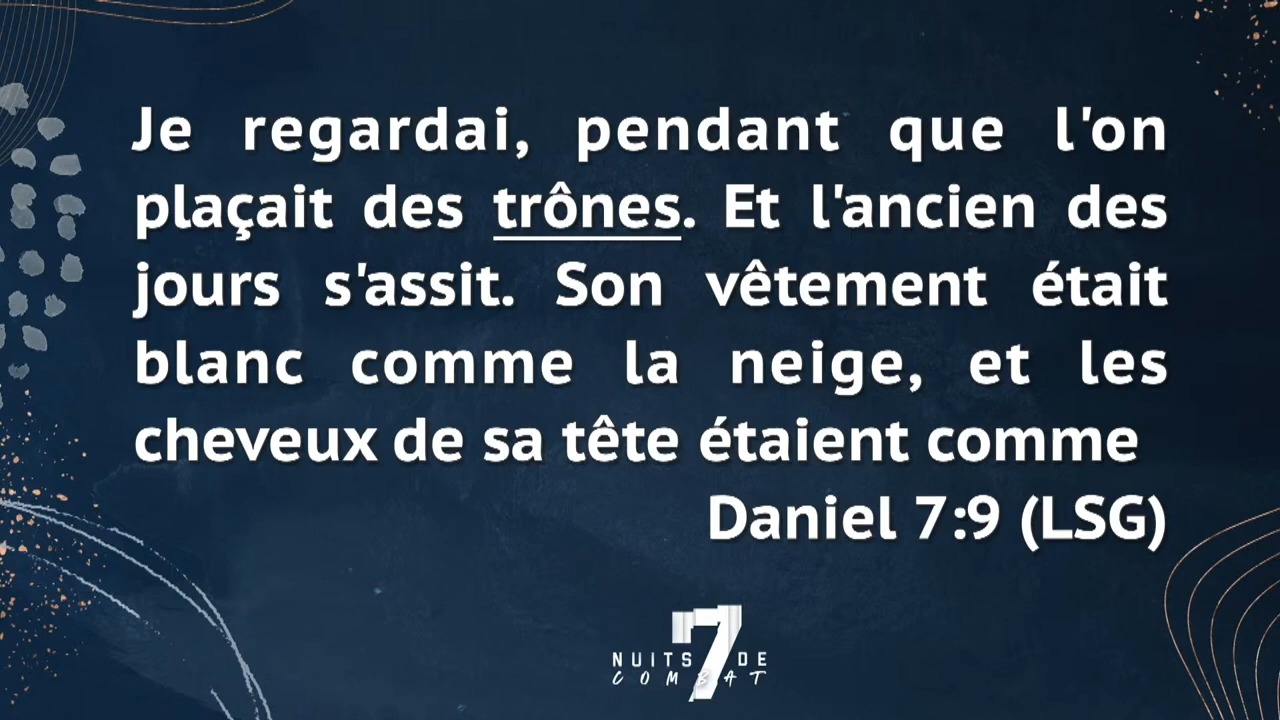 Je regardai, pendant que l'on
plaçait des trônes. Et l'ancien des
jours s'assit. Son vêtement était
blanc comme la neige, et les
cheveux de sa tête étaient comme
Daniel 7:9 (LSG)
7
NUITS DE
COMBAT